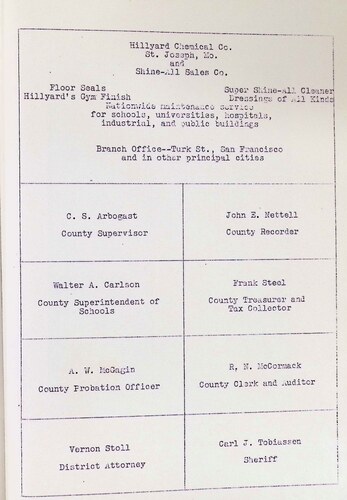 Hillyard Chemical Co.
St. Joseph, Mo.
and
Shine-All Sales Co.
Floor Seals Super Shine-All Cleaner
Hillyard's Gym Finish Dressings of All Kinds
Nationwide maintenance service
for schools, universities, hospitals,
industrial, and public buildings
Branch Office--Turk St., San Francisco
and in other principal cities
C. S. Arbogast
County Supervisor
John E. Nettell
County Recorder
Walter A. Carlson
County Superintendent of
Schools
Frank Steel
County Treasurer and
Tax Collector
A. W. McGagin
County Probation Officer
R. N. McCormack
County Clerk and Auditor
Vernon Stoll
District Attorney
Carl J. Tobiassen
Sheriff